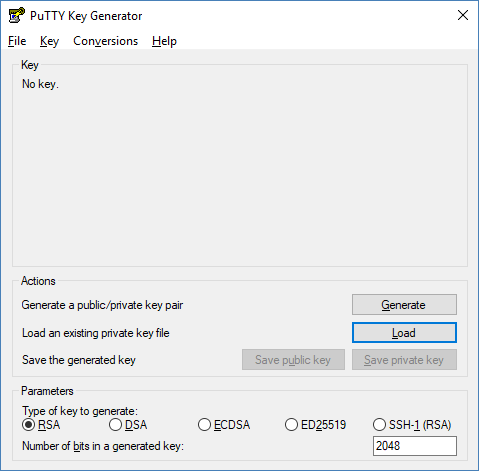 PuTTY Key Generator
File Key Conversions Help
Key
No key.
Actions
Generate a public/private key pair Generate
Load an existing private key file Load
Save the generated key Save public key Save private key
Parameters
Type of key to generate:
RSA DSA ECDSA ED25519 SSH-1 (RSA)
Number of bits in a generated key: 2048